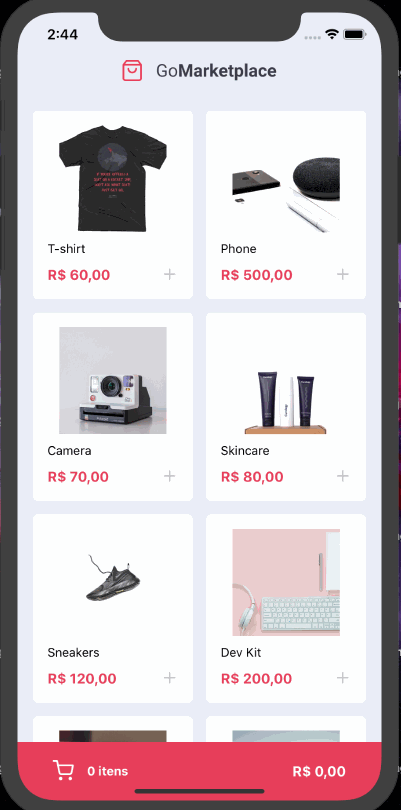 2:44
GoMarketplace
T-shirt
R$ 60,00
Phone
R$ 500,00
Camera
R$ 70,00
Skincare
R$ 80,00
Sneakers
R$ 120,00
Dev Kit
R$ 200,00
0 itens
R$ 0,00